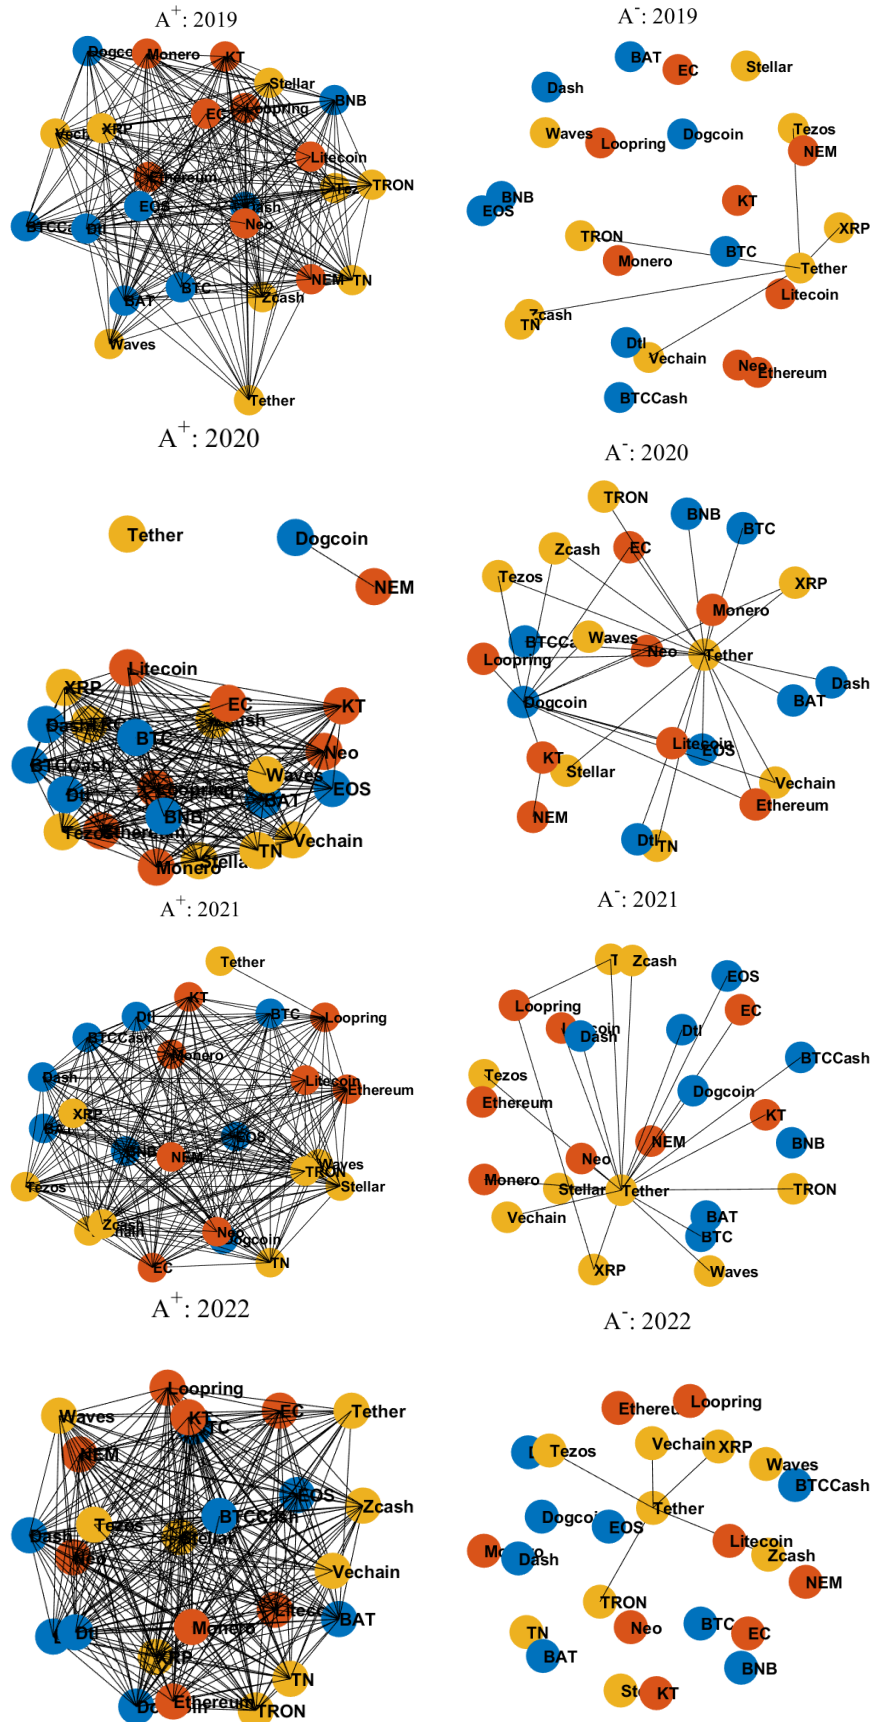 A+: 2019
A-: 2019
Monero
KT
Stellar
BNB
EC
XRP
Litecoin
Ethereum
TRON
EOS
Neo
Dtl
BTC
BAT
NEM
TN
Zcash
Waves
Tether
BAT
EC
Stellar
Dash
Waves
Loopring
Dogcoin
Tezos
NEM
BNB
EOS
KT
TRON
BTC
XRP
Monero
Tether
Litecoin
Zcash
TN
Dtl
Vechain
Neo
Ethereum
BTCCash
A+: 2020
A-: 2020
Tether
Dogcoin
NEM
Litecoin
XRP
EC
KT
BTC
Neo
BTCCash
Waves
Dtl
Loopring
EOS
BAT
BNB
Vechain
TN
Monero
TRON
BNB
BTC
Zcash
EC
Tezos
XRP
Monero
Waves
Neo
Tether
Loopring
Dash
Dogcoin
BAT
Litecoin
EOS
KT
Stellar
Vechain
Ethereum
NEM
Dtl
TN
A+: 2021
A-: 2021
Tether
KT
Dtl
BTC
Loopring
BTCCash
Monero
Dash
Litecoin
Ethereum
XRP
EOS
BNB
NEM
Waves
TRON
Tezos
Stellar
Zcash
Neo
TN
EC
T
Zcash
EOS
Loopring
EC
Dash
Dtl
BTCCash
Tezos
Dogcoin
Ethereum
KT
NEM
BNB
Neo
Monero
Stellar
Tether
TRON
Vechain
BAT
BTC
XRP
Waves
A+: 2022
A-: 2022
Loopring
Waves
KT
EC
Tether
NEM
EOS
Zcash
BTCCash
Tezos
Dash
Stellar
Neo
Vechain
BAT
Dtl
Monero
XRP
TN
Ethereum
TRON
Loopring
Vechain
XRP
Tezos
Waves
BTCCash
Tether
EOS
Litecoin
Dash
Zcash
NEM
TRON
TN
Neo
BTC
EC
BAT
BNB
KT